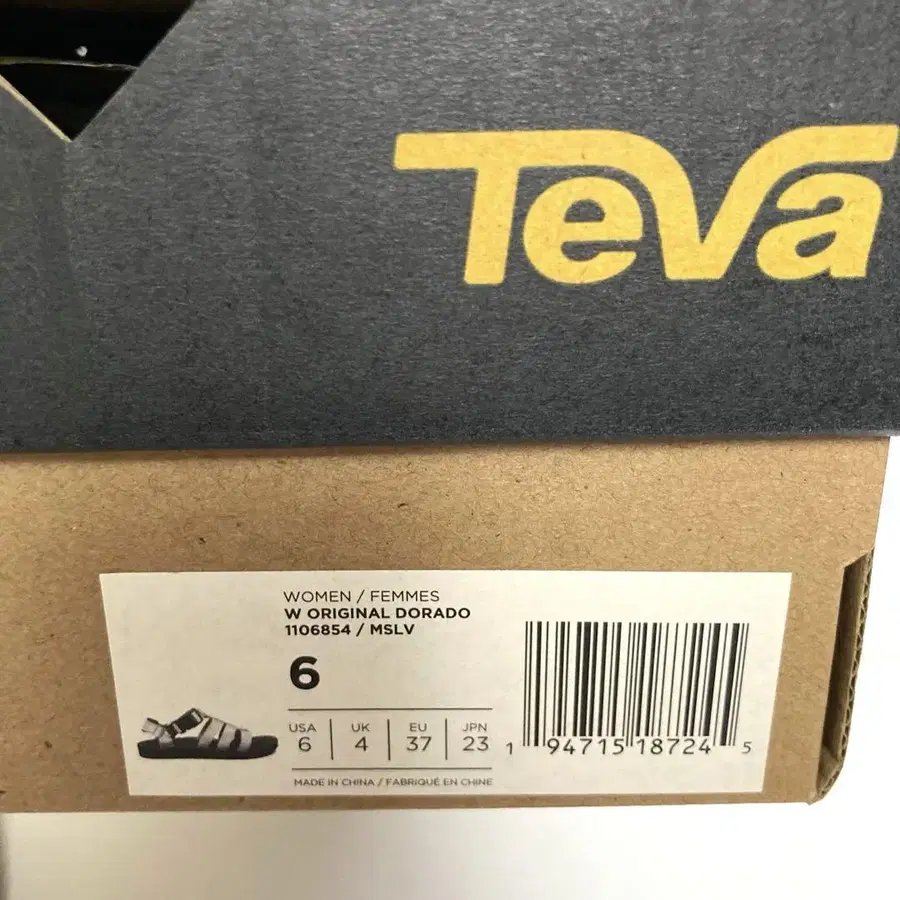 Teva
WOMEN / FEMMES
W ORIGINAL DORADO
1106854 / MSLV
6
USA UK EU JPN
6 4 37 23
MADE IN CHINA / FABRIQUÉ EN CHINE
1 94715 18724 5